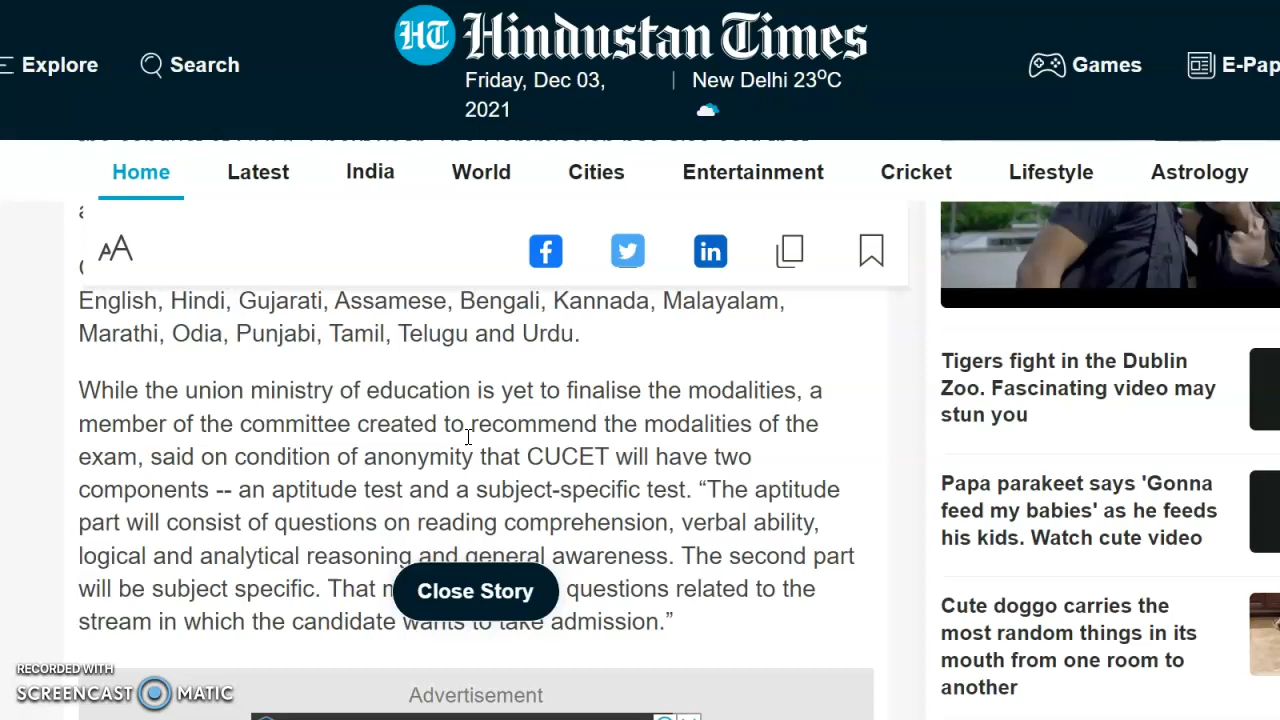 HT Hindustan Times
Explore
Search
Friday, Dec 03,
2021
New Delhi 23°C
Games
E-Pap
Home
Latest
India
World
Cities
Entertainment
Cricket
Lifestyle
Astrology
AA
English, Hindi, Gujarati, Assamese, Bengali, Kannada, Malayalam,
Marathi, Odia, Punjabi, Tamil, Telugu and Urdu.
While the union ministry of education is yet to finalise the modalities, a
member of the committee created to recommend the modalities of the
exam, said on condition of anonymity that CUCET will have two
components -- an aptitude test and a subject-specific test. “The aptitude
part will consist of questions on reading comprehension, verbal ability,
logical and analytical reasoning and general awareness. The second part
will be subject specific. That questions related to the
stream in which the candidate wants to take admission.”
Close Story
Advertisement
Tigers fight in the Dublin
Zoo. Fascinating video may
stun you
Papa parakeet says 'Gonna
feed my babies' as he feeds
his kids. Watch cute video
Cute doggo carries the
most random things in its
mouth from one room to
another
RECORDED WITH
SCREENCAST MATIC